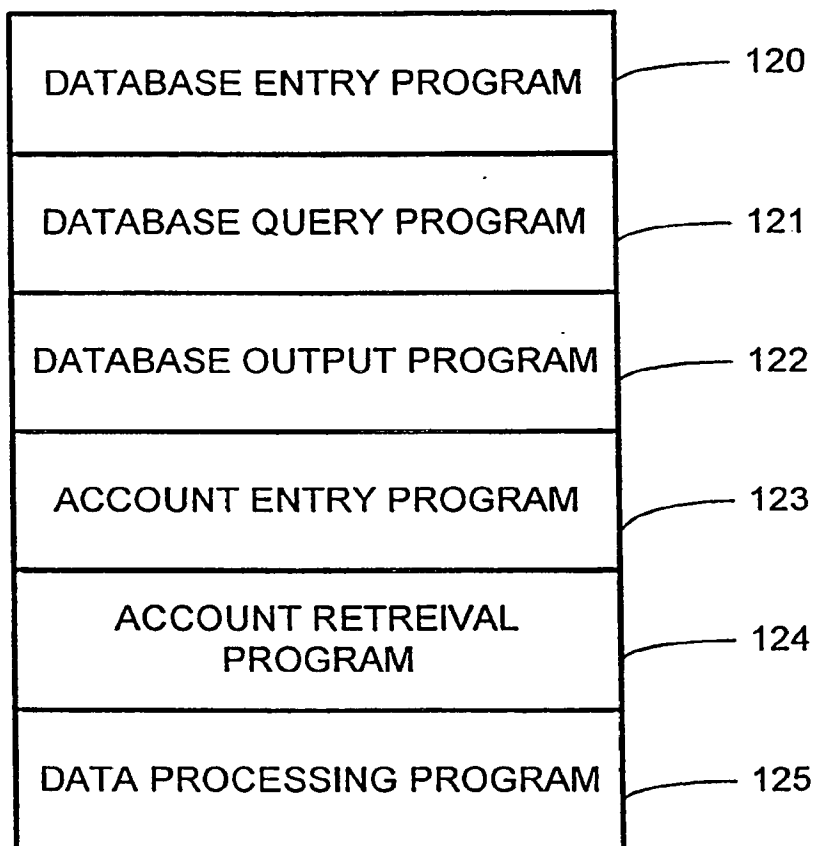 DATABASE ENTRY PROGRAM 120
DATABASE QUERY PROGRAM 121
DATABASE OUTPUT PROGRAM 122
ACCOUNT ENTRY PROGRAM 123
ACCOUNT RETREIVAL
PROGRAM 124
DATA PROCESSING PROGRAM 125